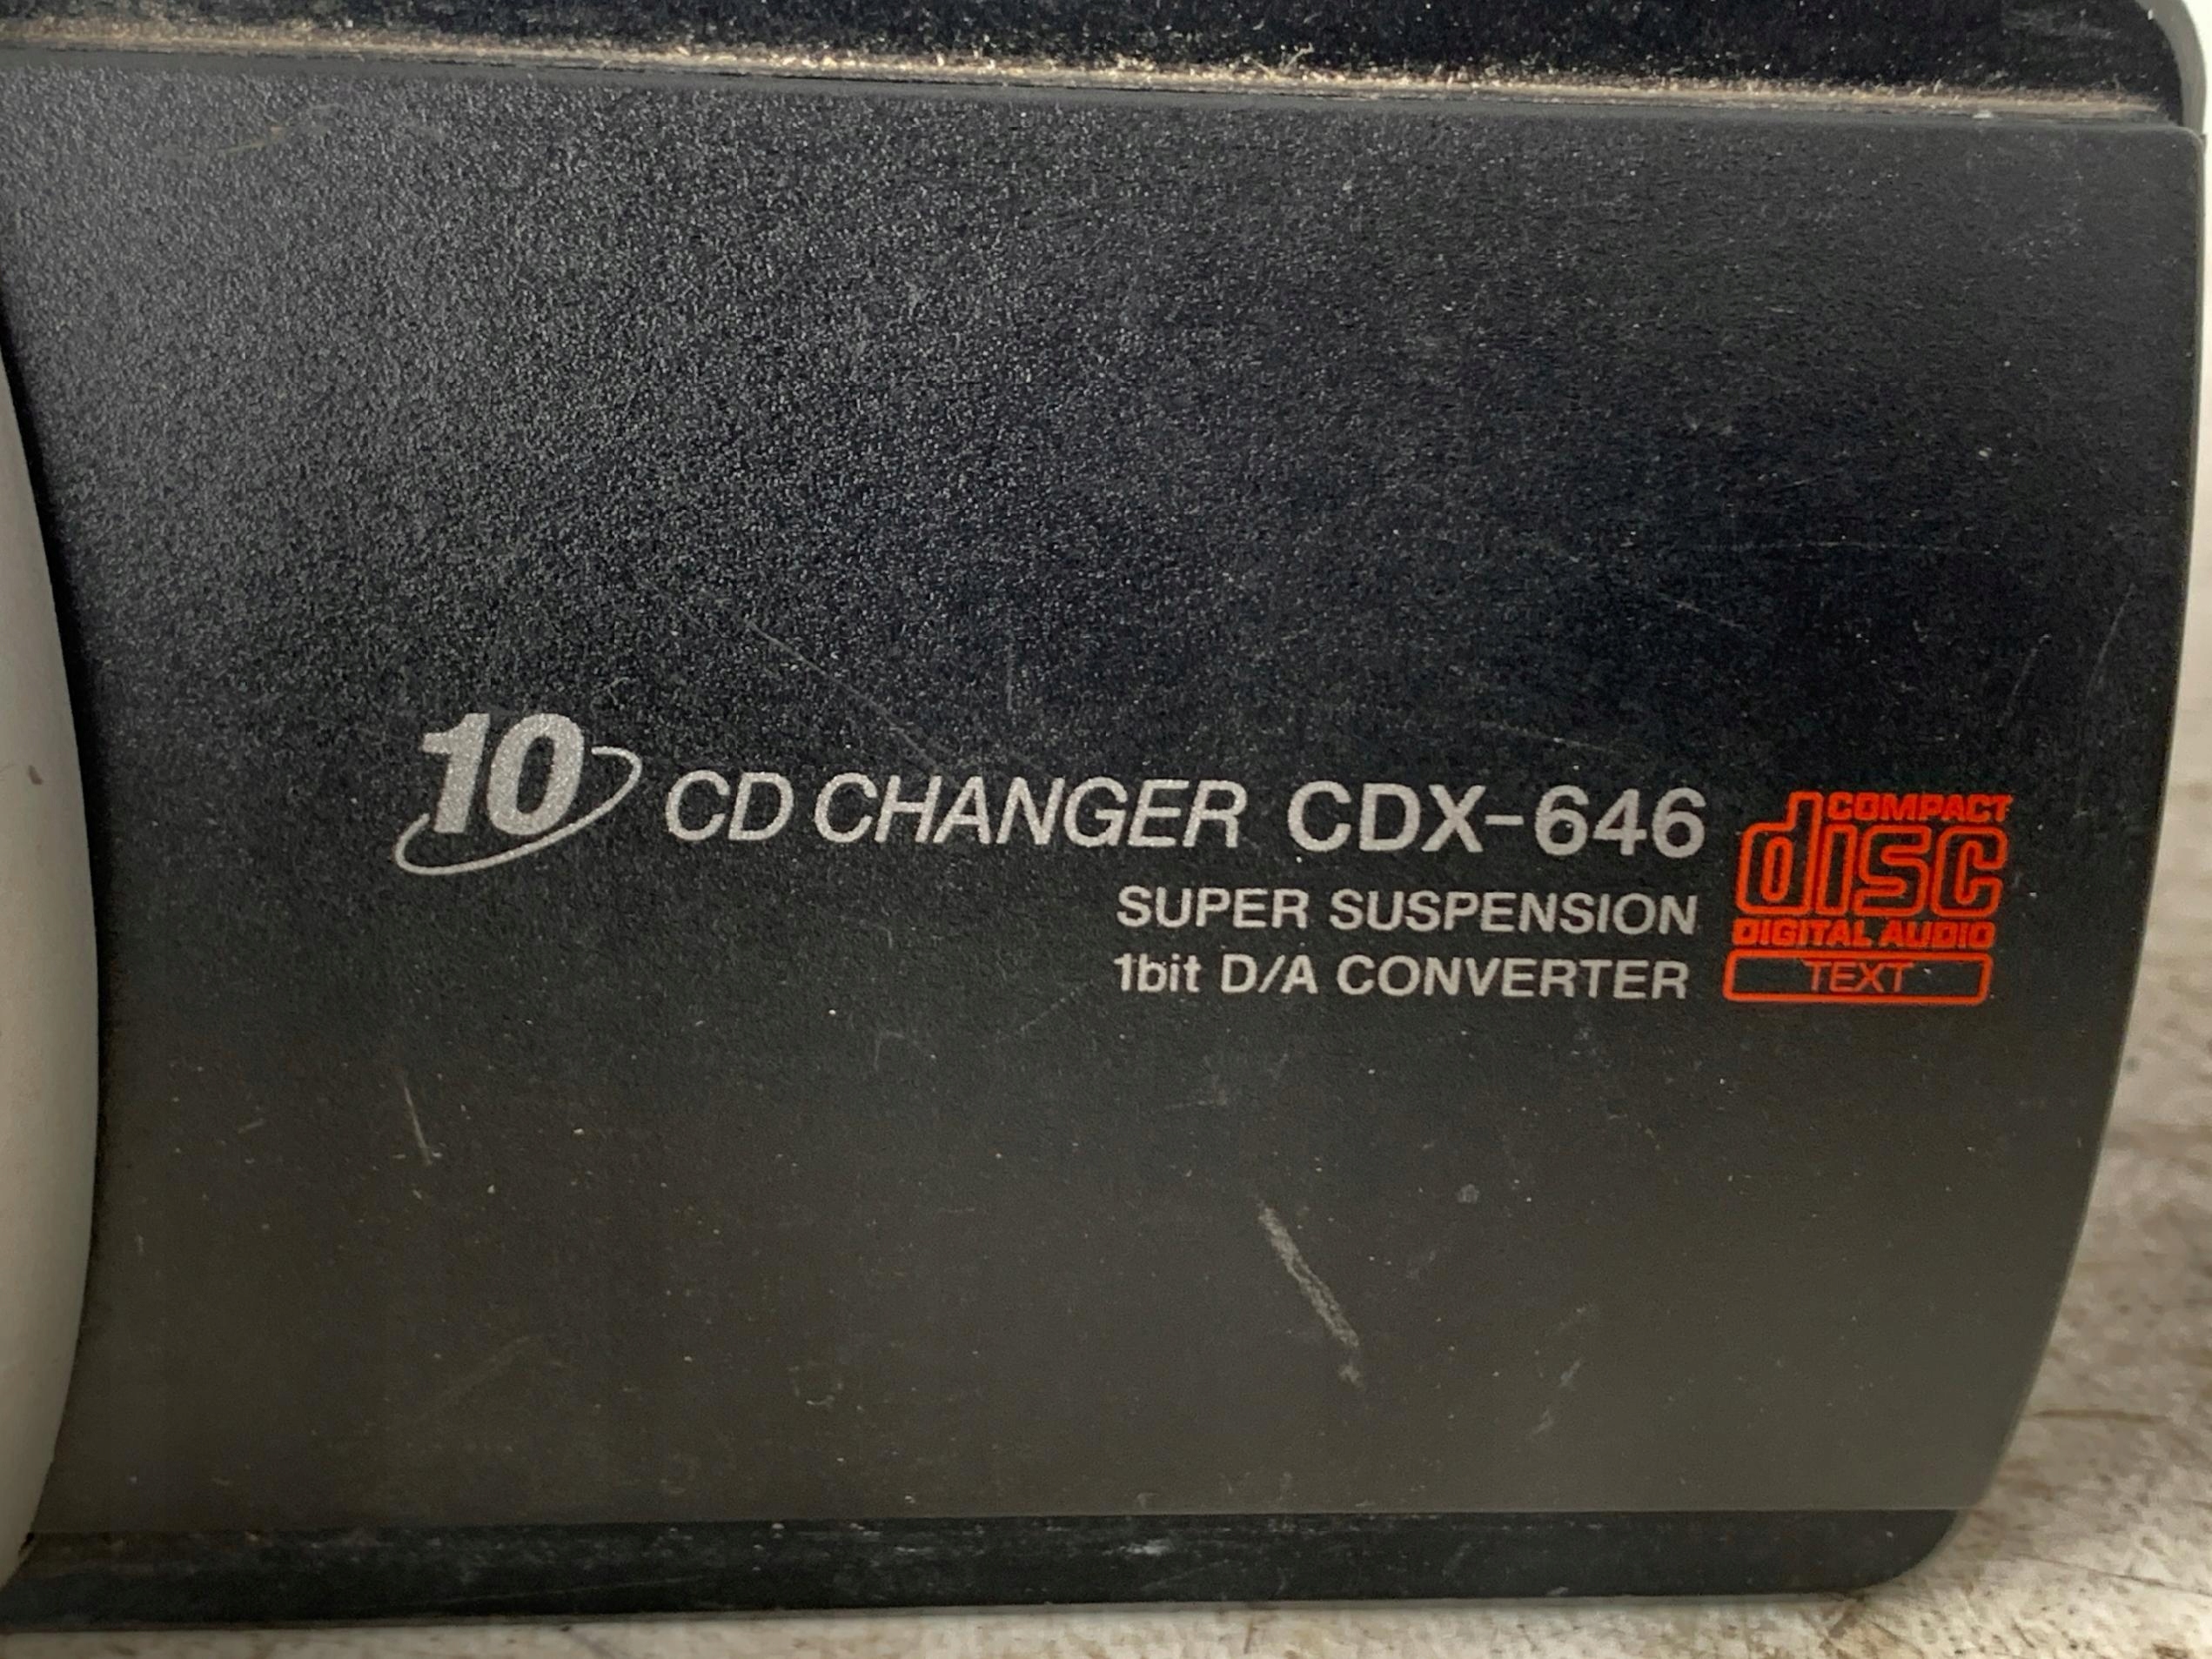 10 CD CHANGER CDX-646
SUPER SUSPENSION
1bit D/A CONVERTER
COMPACT
disc
DIGITAL AUDIO
TEXT